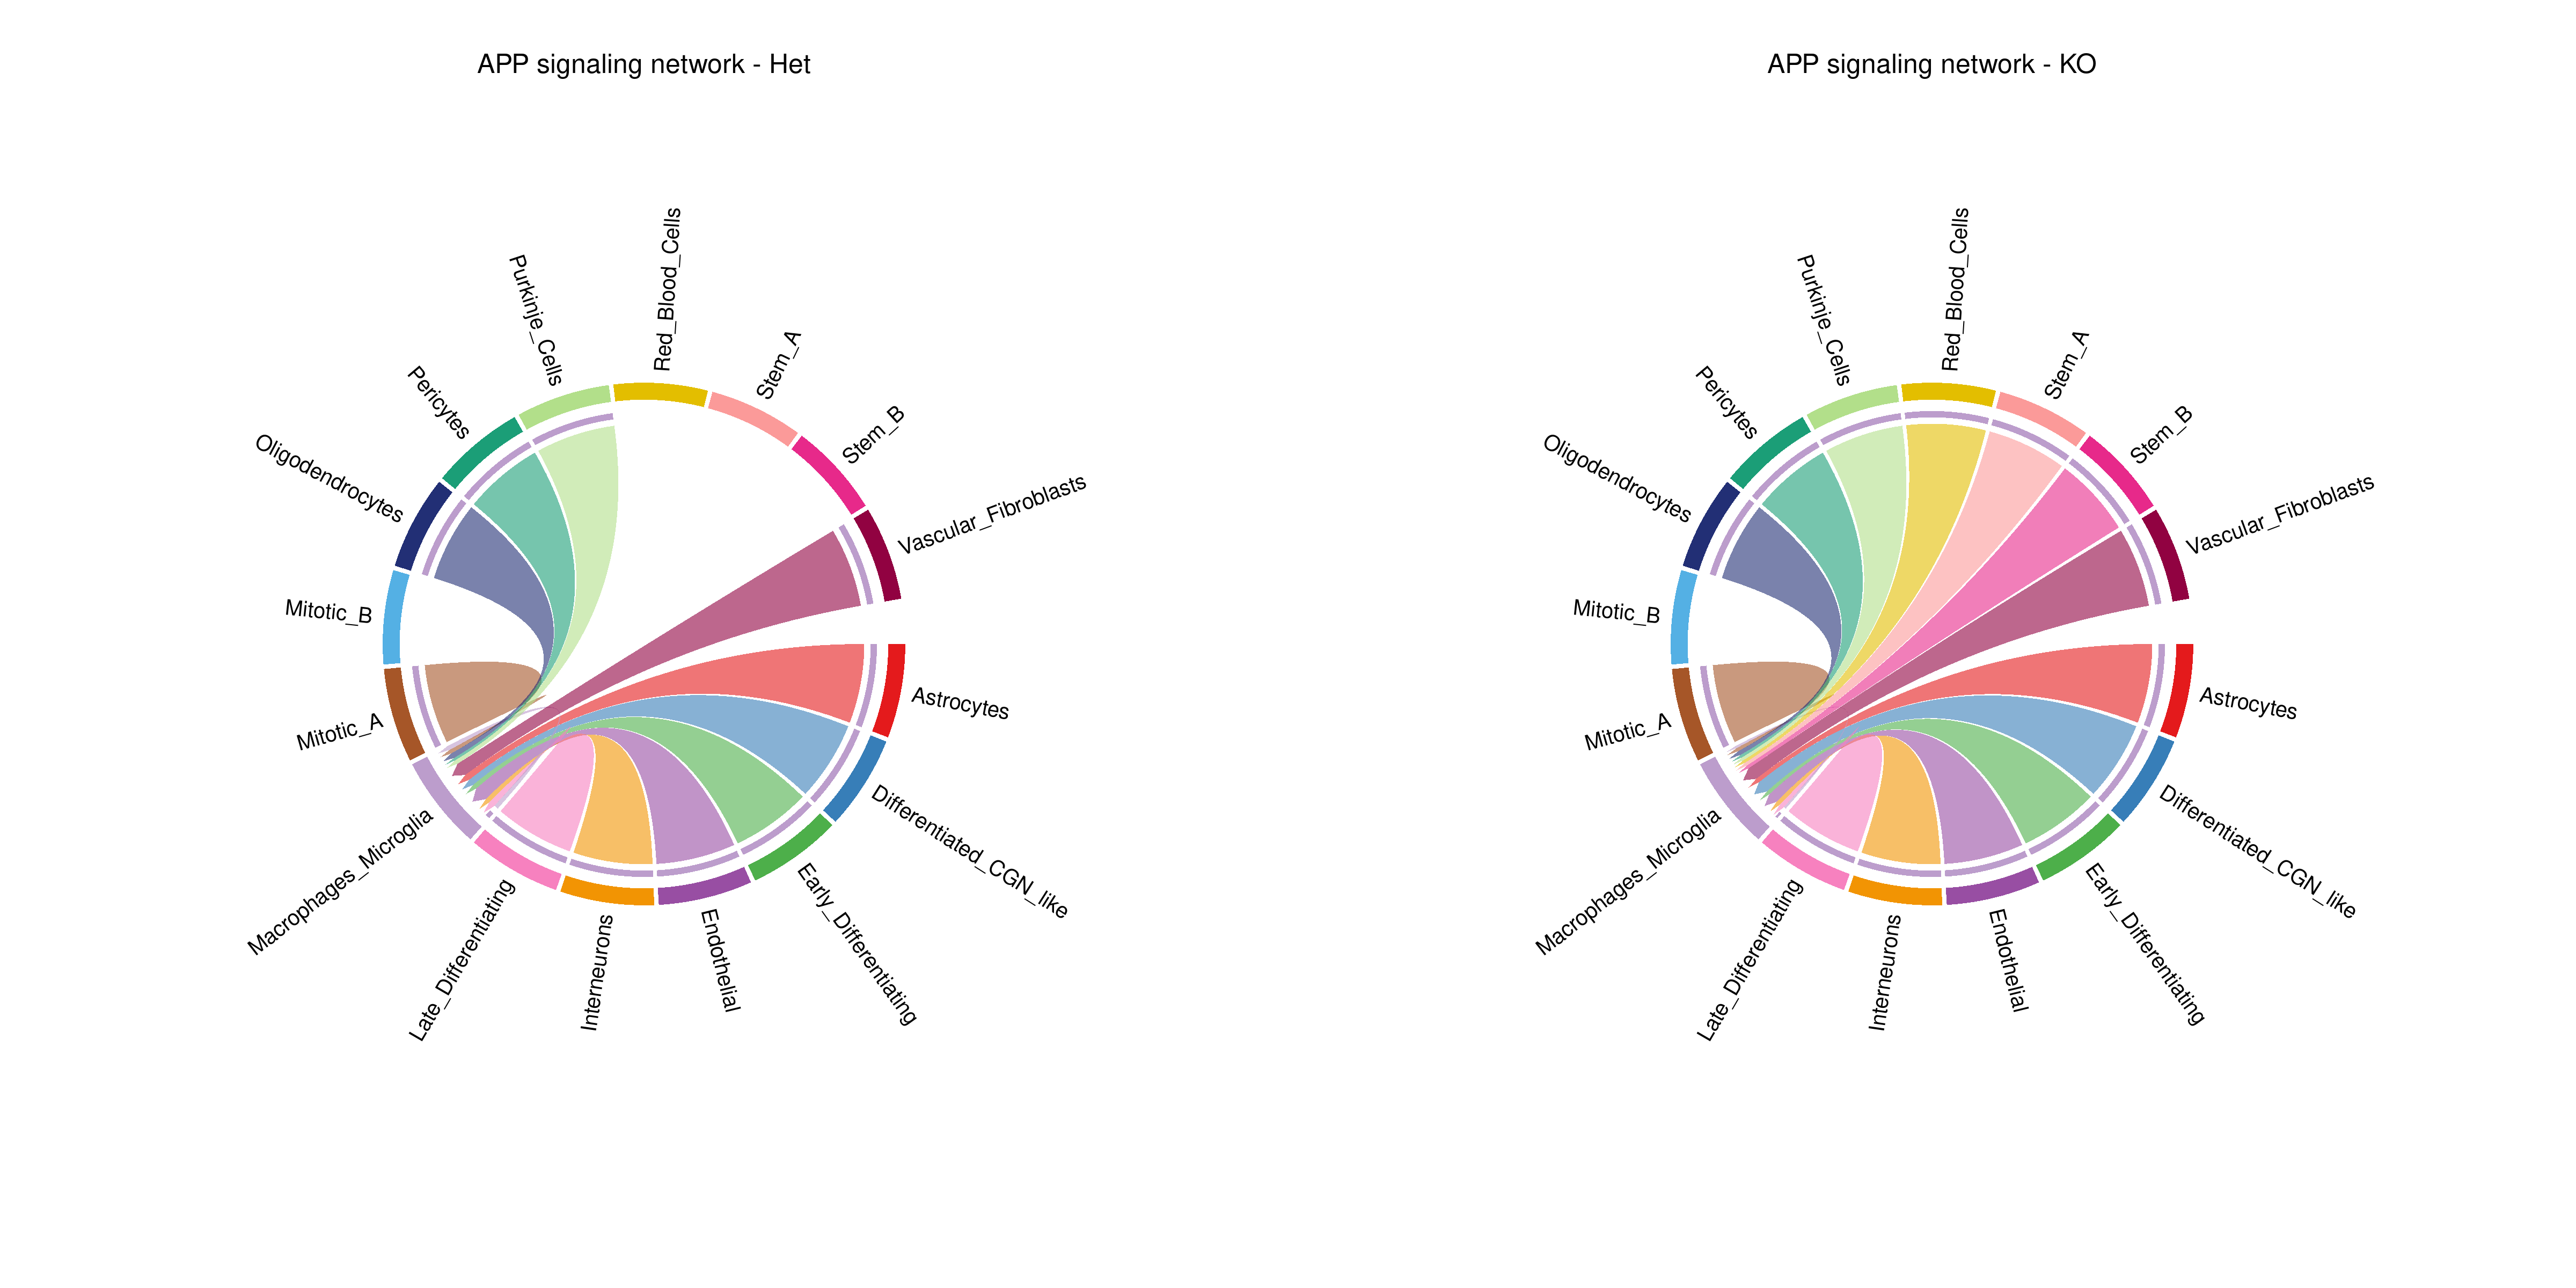 APP signaling network - Het
Red_Blood_Cells
Purkinje_Cells
Stem_A
Pericytes
Stem_B
Oligodendrocytes
Vascular_Fibroblasts
Mitotic_B
Astrocytes
Mitotic_A
Differentiated_CGN_like
Macrophages_Microglia
Early_Differentiating
Late_Differentiating
Interneurons
Endothelial
APP signaling network - KO
Red_Blood_Cells
Purkinje_Cells
Stem_A
Pericytes
Stem_B
Oligodendrocytes
Vascular_Fibroblasts
Mitotic_B
Astrocytes
Mitotic_A
Differentiated_CGN_like
Macrophages_Microglia
Early_Differentiating
Late_Differentiating
Interneurons
Endothelial